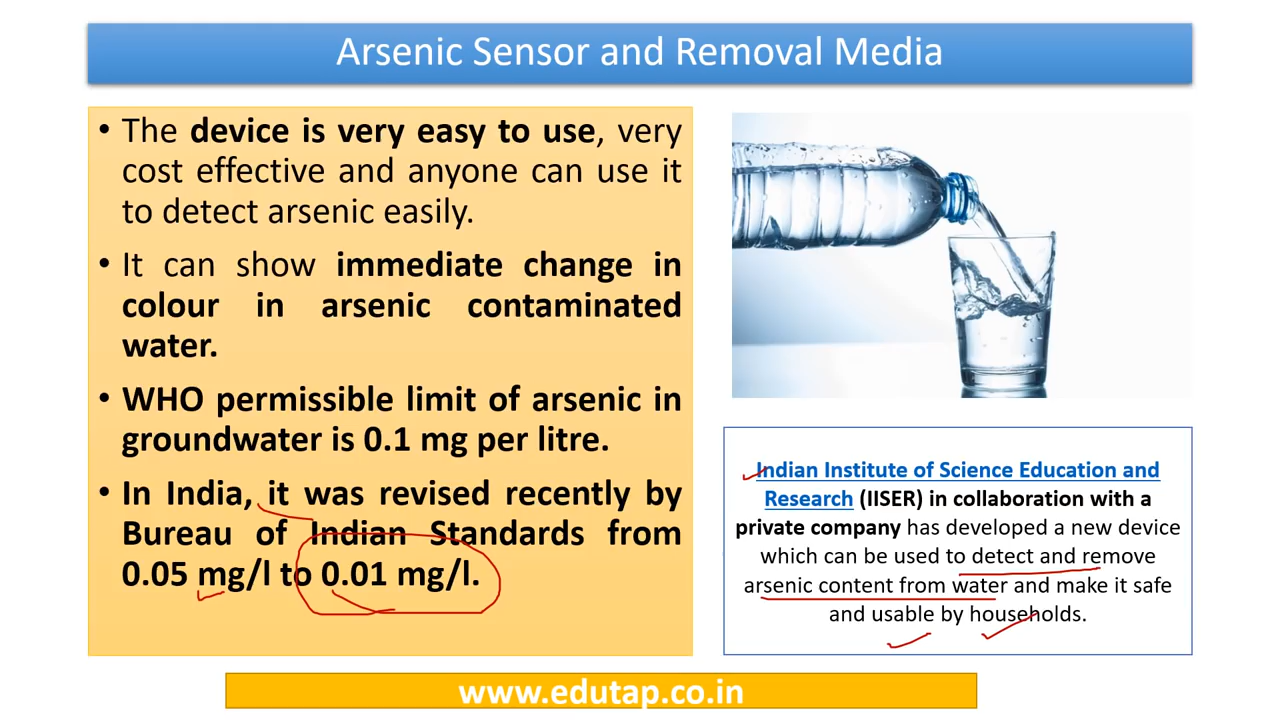 Arsenic Sensor and Removal Media
• The device is very easy to use, very
cost effective and anyone can use it
to detect arsenic easily.
• It can show immediate change in
colour in arsenic contaminated
water.
• WHO permissible limit of arsenic in
groundwater is 0.1 mg per litre.
• In India, it was revised recently by
Bureau of Indian Standards from
0.05 mg/l to 0.01 mg/l.
Indian Institute of Science Education and
Research (IISER) in collaboration with a
private company has developed a new device
which can be used to detect and remove
arsenic content from water and make it safe
and usable by households.
www.edutap.co.in